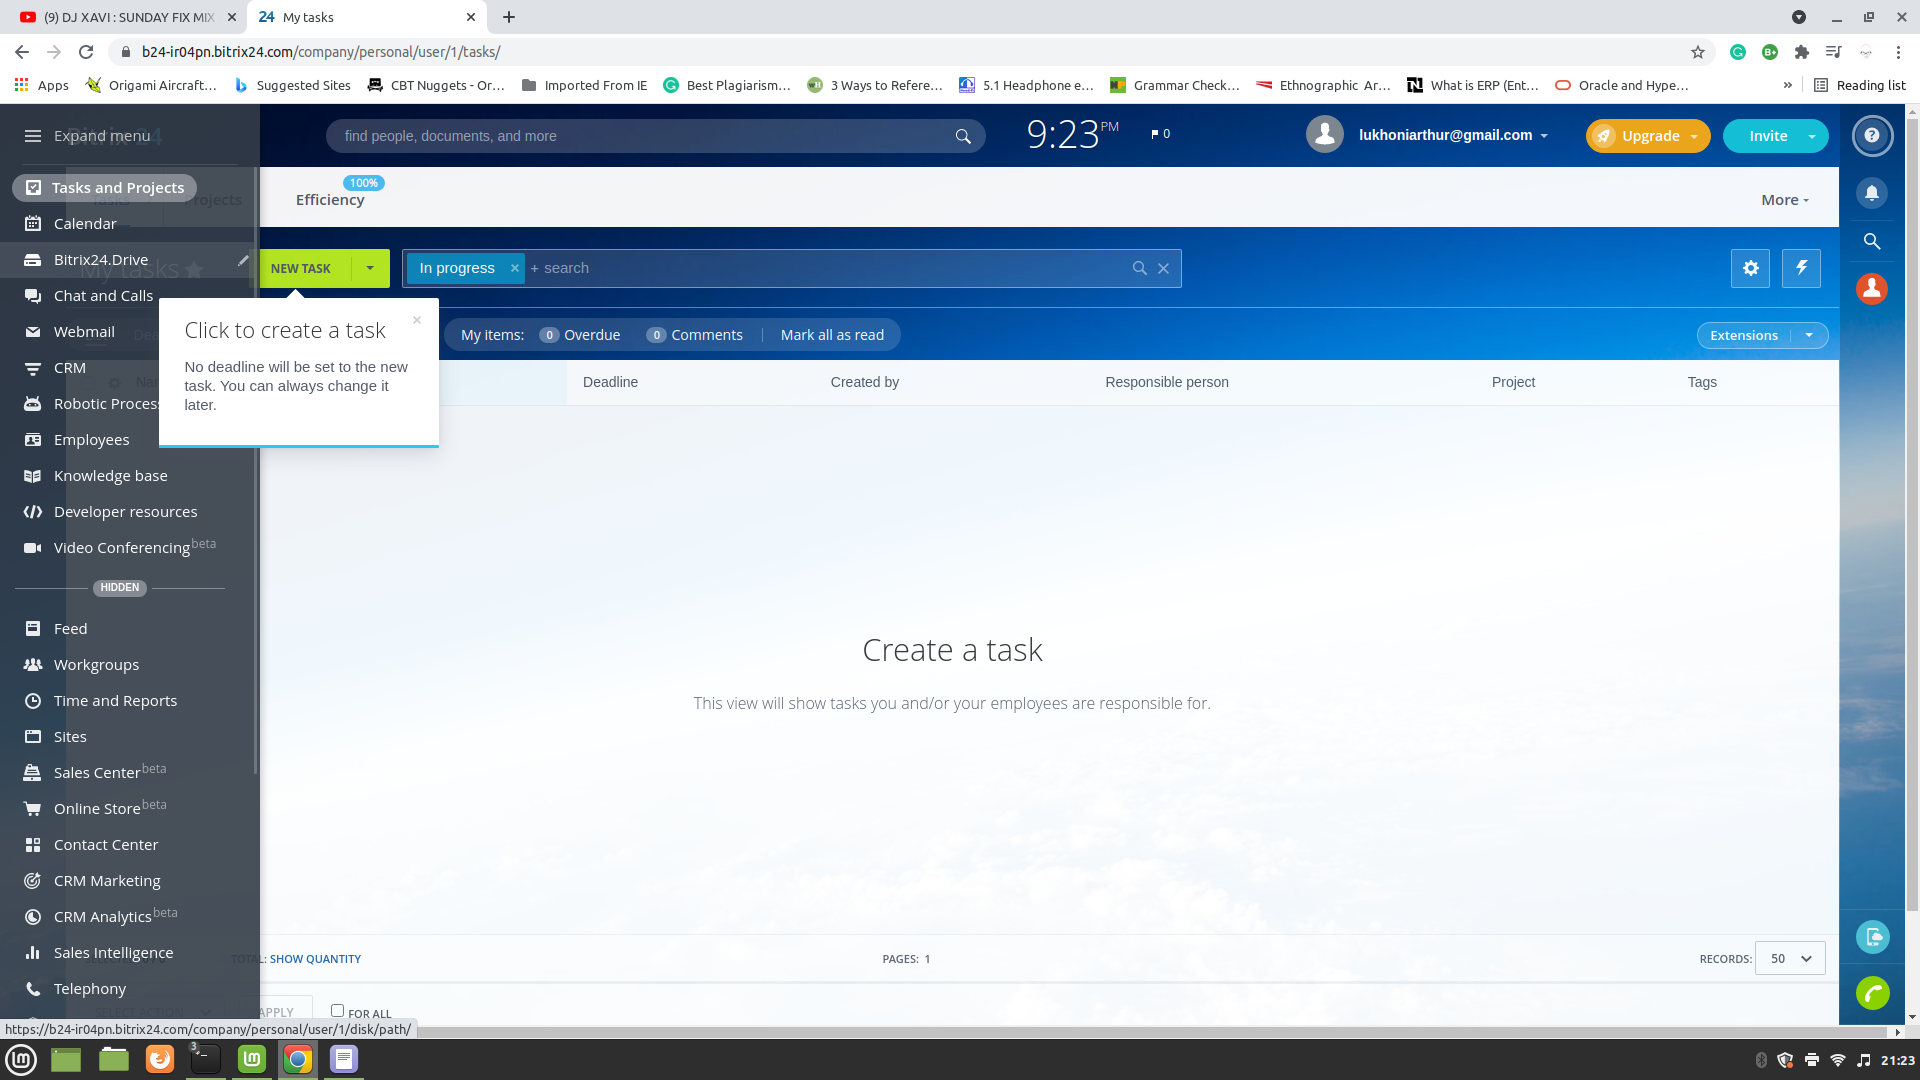 (9) DJ XAVI : SUNDAY FIX MIX
24 My tasks
b24-ir04pn.bitrix24.com/company/personal/user/1/tasks/
Apps
Origami Aircraft...
Suggested Sites
CBT Nuggets - Or...
Imported From IE
Best Plagiarism...
3 Ways to Refere...
5.1 Headphone e...
Grammar Check...
Ethnographic Ar...
What is ERP (Ent...
Oracle and Hype...
»
Reading list
Expand menu
Bitrix 24
find people, documents, and more
9:23 PM
0
lukhoniarthur@gmail.com
Upgrade
Invite
Tasks and Projects
Tasks
Projects
100%
Efficiency
More
Calendar
Bitrix24.Drive
My tasks
NEW TASK
In progress ×
+ search
Chat and Calls
Webmail
CRM
Robotic Process
Employees
Knowledge base
Developer resources
Video Conferencing beta
HIDDEN
Feed
Workgroups
Time and Reports
Sites
Sales Center beta
Online Store beta
Contact Center
CRM Marketing
CRM Analytics beta
Sales Intelligence
Telephony
Click to create a task
No deadline will be set to the new
task. You can always change it
later.
My items:
0 Overdue
0 Comments
Mark all as read
Extensions
Deadline
Created by
Responsible person
Project
Tags
Create a task
This view will show tasks you and/or your employees are responsible for.
TOTAL: SHOW QUANTITY
PAGES: 1
RECORDS: 50
SELECT ACTION
APPLY
FOR ALL
https://b24-ir04pn.bitrix24.com/company/personal/user/1/disk/path/
3
21:23